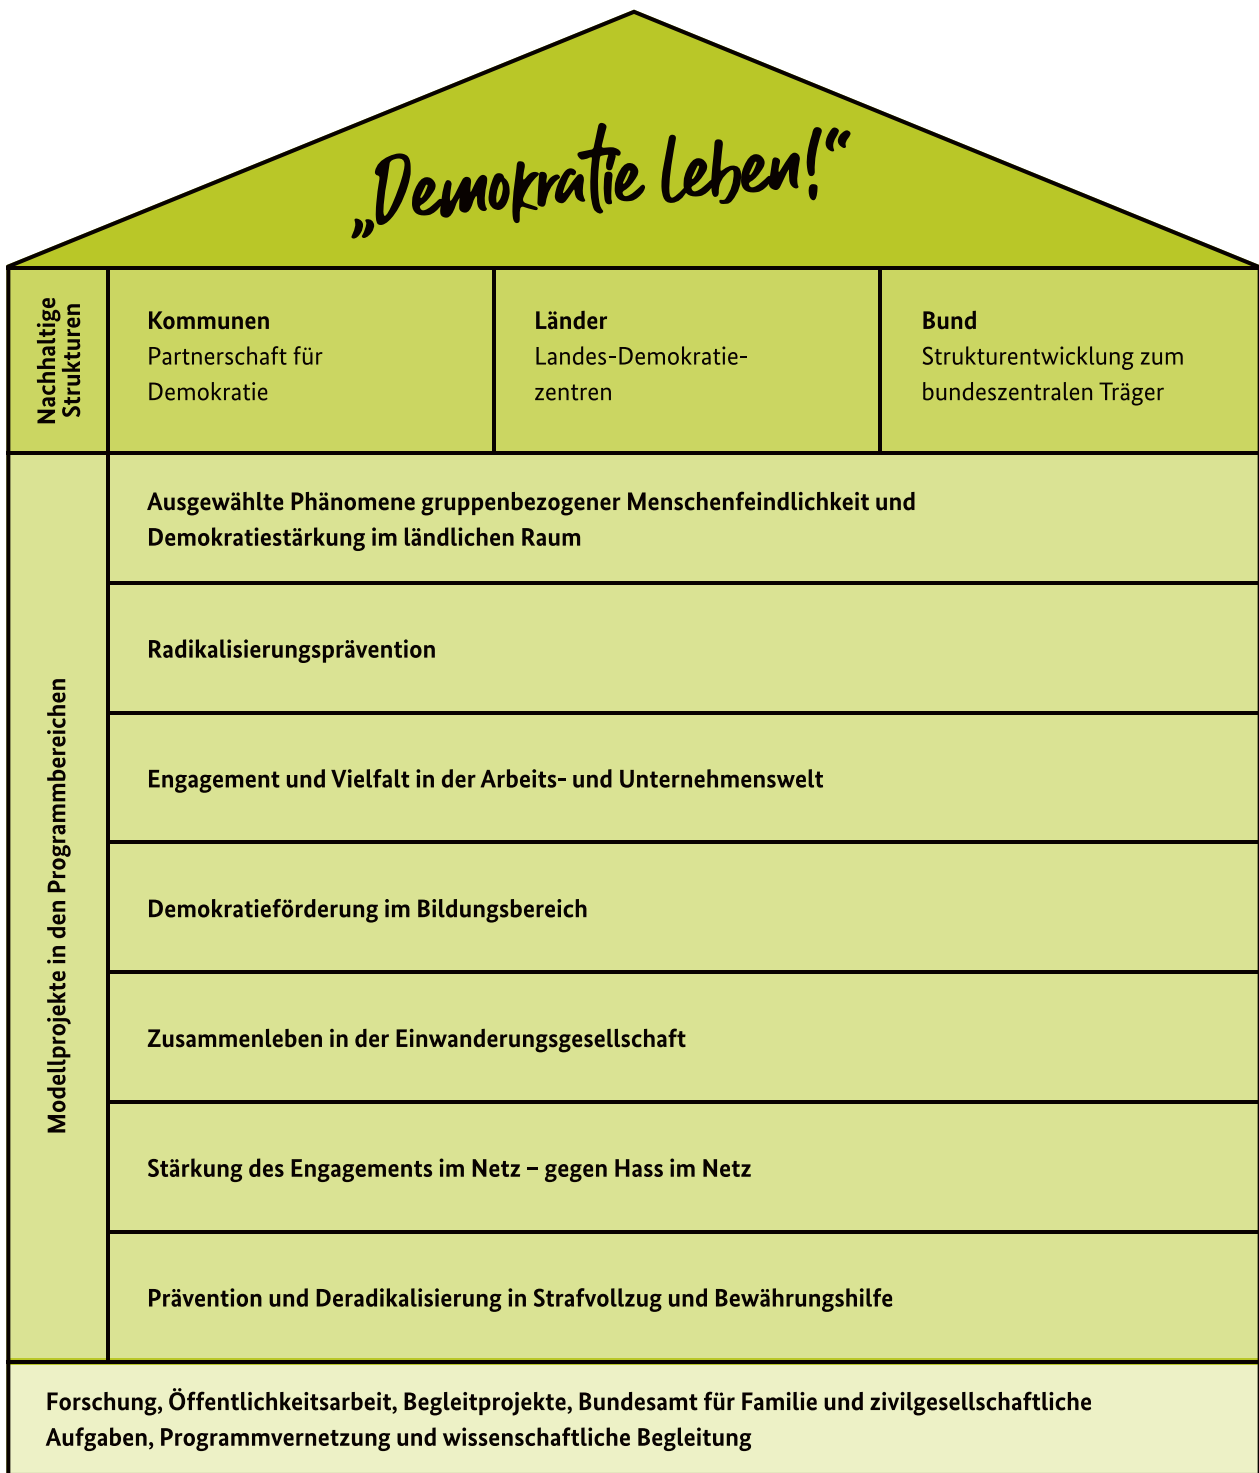 „Demokratie leben!“
Nachhaltige
Strukturen
Kommunen
Partnerschaft für
Demokratie
Länder
Landes-Demokratie-
zentren
Bund
Strukturentwicklung zum
bundeszentralen Träger
Modellprojekte in den Programmbereichen
Ausgewählte Phänomene gruppenbezogener Menschenfeindlichkeit und
Demokratiestärkung im ländlichen Raum
Radikalisierungsprävention
Engagement und Vielfalt in der Arbeits- und Unternehmenswelt
Demokratieförderung im Bildungsbereich
Zusammenleben in der Einwanderungsgesellschaft
Stärkung des Engagements im Netz – gegen Hass im Netz
Prävention und Deradikalisierung in Strafvollzug und Bewährungshilfe
Forschung, Öffentlichkeitsarbeit, Begleitprojekte, Bundesamt für Familie und zivilgesellschaftliche
Aufgaben, Programmvernetzung und wissenschaftliche Begleitung